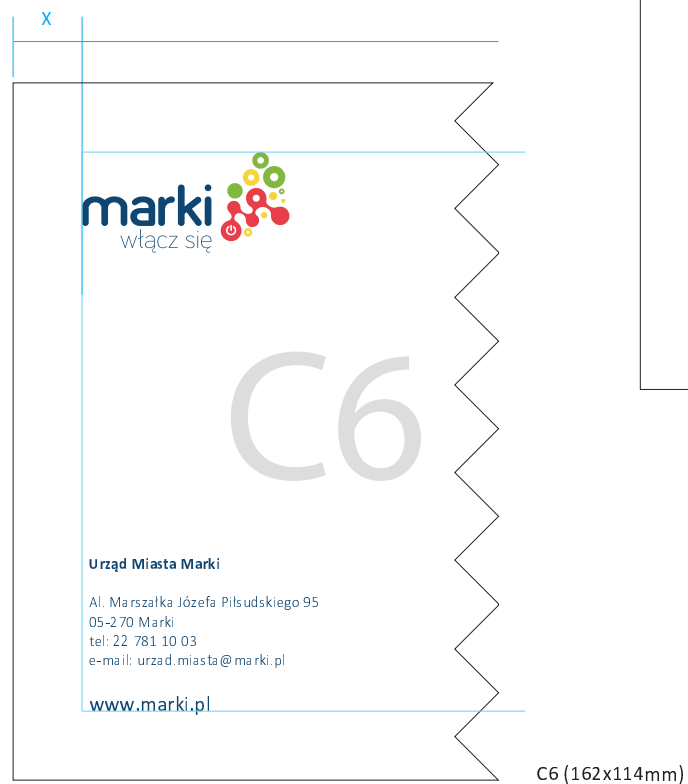 X
marki
włącz się
C6
Urząd Miasta Marki
Al. Marszałka Józefa Piłsudskiego 95
05-270 Marki
tel: 22 781 10 03
e-mail: urzad.miasta@marki.pl
www.marki.pl
C6 (162x114mm)